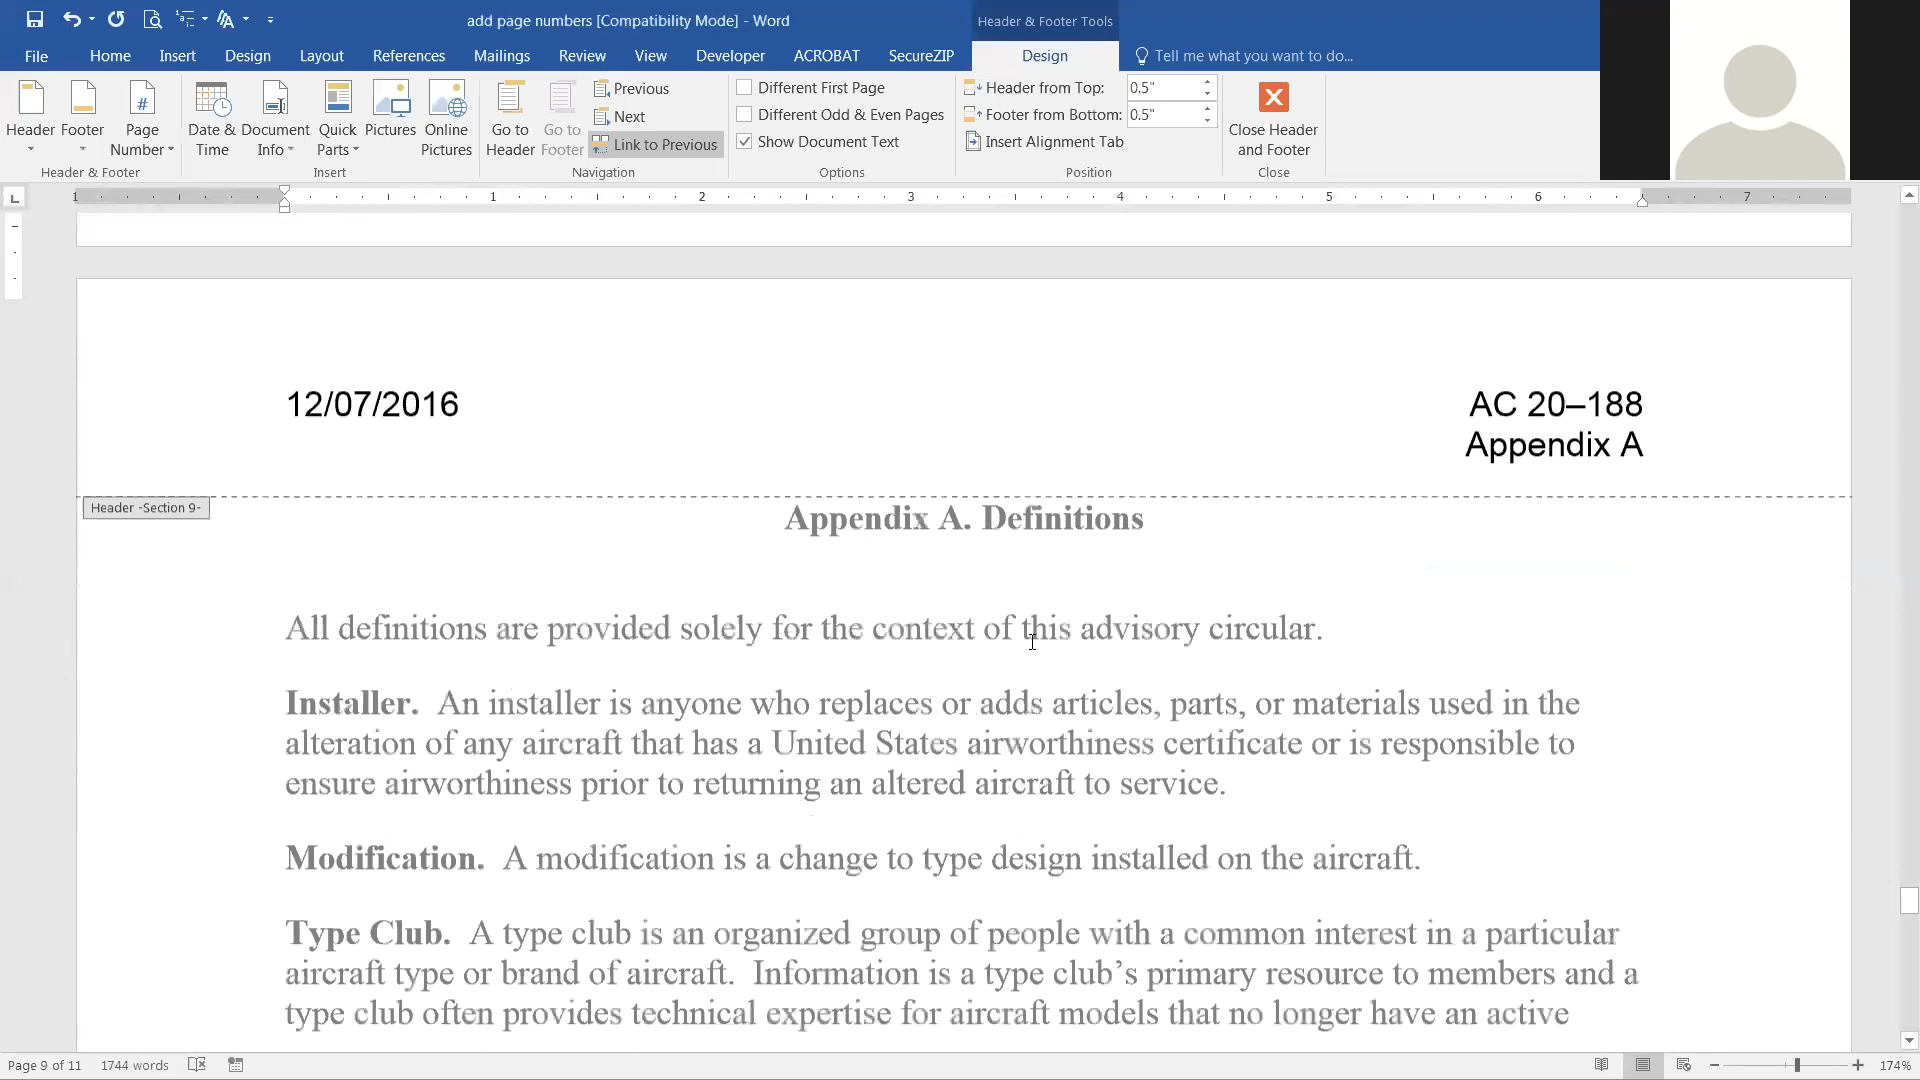 add page numbers [Compatibility Mode] - Word
Header & Footer Tools
File Home Insert Design Layout References Mailings Review View Developer ACROBAT SecureZIP Design Tell me what you want to do...
Header
Footer
Page Number
Header & Footer
Date & Time
Document Info
Quick Parts
Pictures
Online Pictures
Insert
Go to Header
Go to Footer
Previous
Next
Link to Previous
Navigation
Different First Page
Different Odd & Even Pages
Show Document Text
Options
Header from Top: 0.5"
Footer from Bottom: 0.5"
Insert Alignment Tab
Position
Close Header and Footer
Close
1 1 2 3 4 5 6 7
12/07/2016 AC 20–188
Appendix A
Header -Section 9-
Appendix A. Definitions
All definitions are provided solely for the context of this advisory circular.
Installer. An installer is anyone who replaces or adds articles, parts, or materials used in the
alteration of any aircraft that has a United States airworthiness certificate or is responsible to
ensure airworthiness prior to returning an altered aircraft to service.
Modification. A modification is a change to type design installed on the aircraft.
Type Club. A type club is an organized group of people with a common interest in a particular
aircraft type or brand of aircraft. Information is a type club’s primary resource to members and a
type club often provides technical expertise for aircraft models that no longer have an active
Page 9 of 11 1744 words 174%